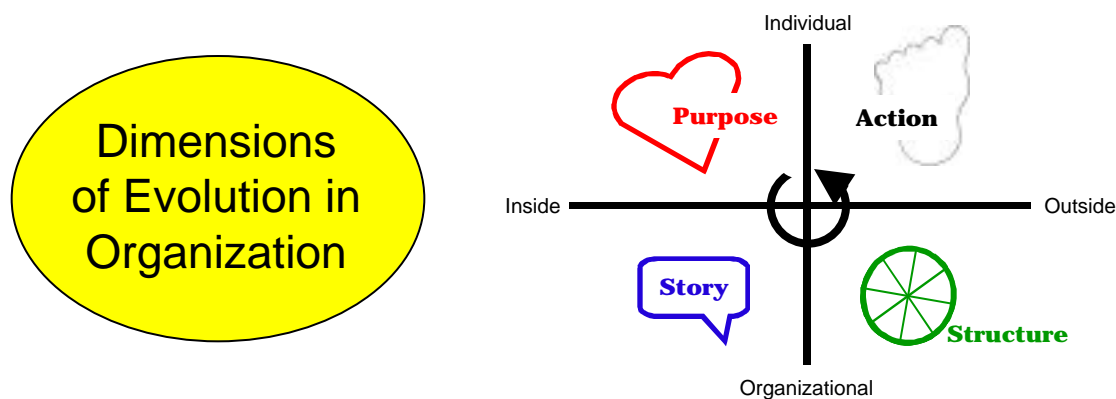 Dimensions
of Evolution in
Organization
Individual
Purpose
Action
Inside
Outside
Story
Structure
Organizational